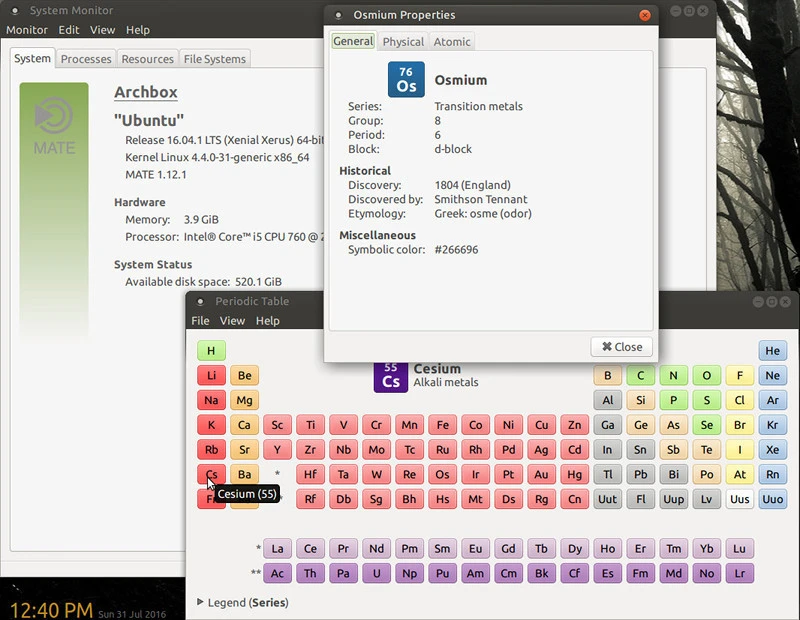 System Monitor
Monitor Edit View Help
System Processes Resources File Systems
MATE
Archbox
"Ubuntu"
Release 16.04.1 LTS (Xenial Xerus)
Kernel Linux 4.4.0-31-generic x86_64
MATE 1.12.1
Hardware
Memory: 3.9 GiB
Processor: Intel® Core™ i5 CPU 760 @
System Status
Available disk space: 520.1 GiB
Osmium Properties
General Physical Atomic
76
Os
Osmium
Series: Transition metals
Group: 8
Period: 6
Block: d-block
Historical
Discovery: 1804 (England)
Discovered by: Smithson Tennant
Etymology: Greek: osme (odor)
Miscellaneous
Symbolic color: #266696
Close
Periodic Table
File View Help
55
Cs
Cesium
Alkali metals
H He
Li Be B C N O F Ne
Na Mg Al Si P S Cl Ar
K Ca Sc Ti V Cr Mn Fe Co Ni Cu Zn Ga Ge As Se Br Kr
Rb Sr Y Zr Nb Mo Tc Ru Rh Pd Ag Cd In Sn Sb Te I Xe
Cs Ba * Hf Ta W Re Os Ir Pt Au Hg Tl Pb Bi Po At Rn
Rf Db Sg Bh Hs Mt Ds Rg Cn Uut Fl Uup Lv Uus Uuo
Cesium (55)
* La Ce Pr Nd Pm Sm Eu Gd Tb Dy Ho Er Tm Yb Lu
** Ac Th Pa U Np Pu Am Cm Bk Cf Es Fm Md No Lr
Legend (Series)
12:40 PM Sun 31 Jul 2016